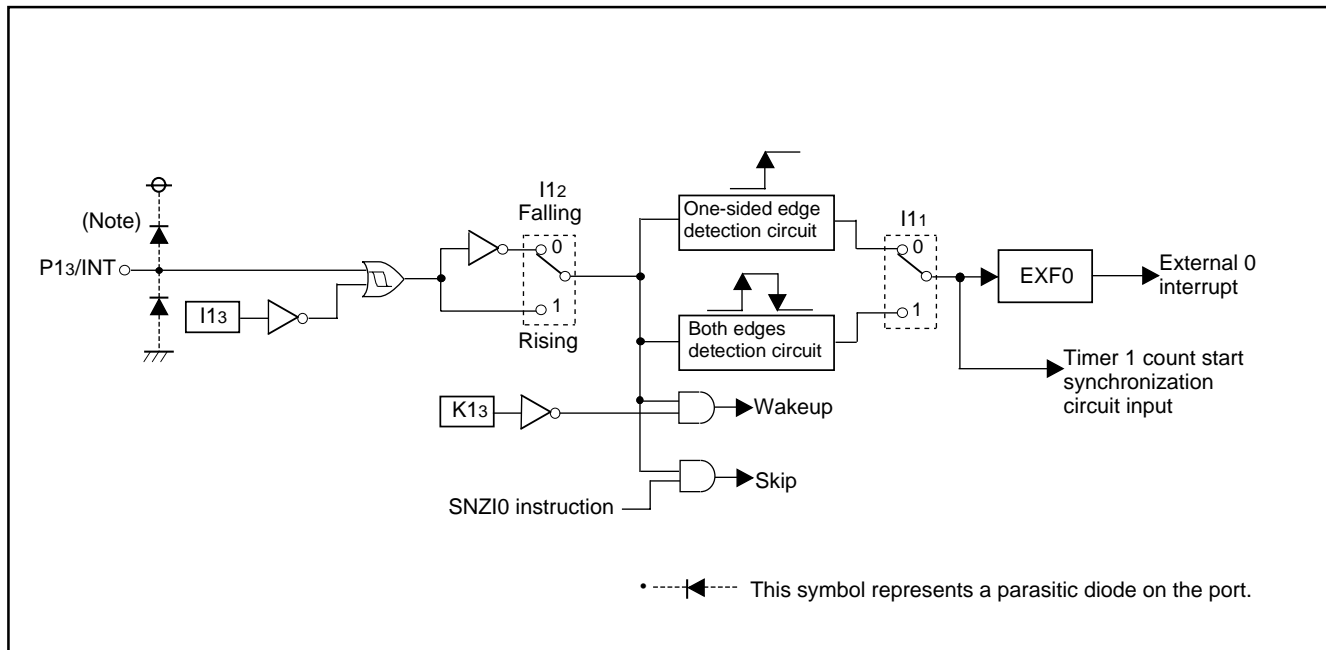 (Note)
P13/INT
I13
I12
Falling
0
1
Rising
K13
SNZI0 instruction
One-sided edge
detection circuit
Both edges
detection circuit
Wakeup
Skip
I11
0
1
EXF0
External 0
interrupt
Timer 1 count start
synchronization
circuit input
• This symbol represents a parasitic diode on the port.